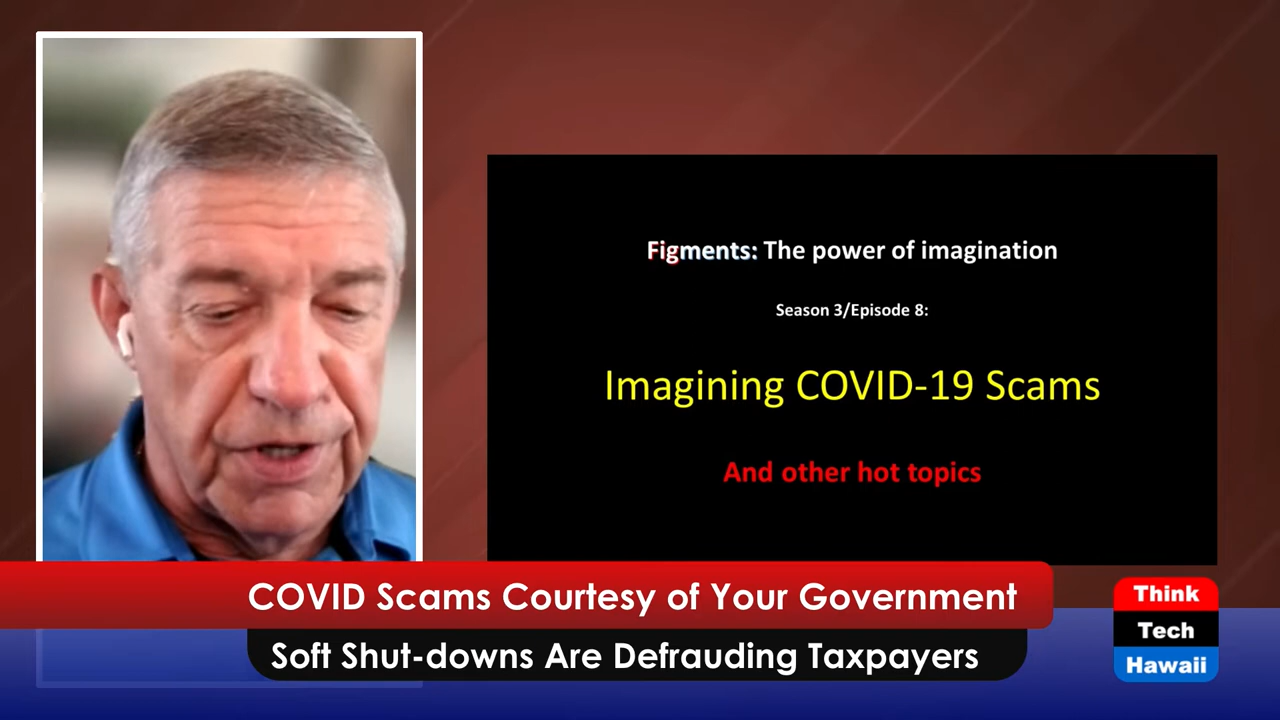 Figments: The power of imagination
Season 3/Episode 8:
Imagining COVID-19 Scams
And other hot topics
COVID Scams Courtesy of Your Government
Soft Shut-downs Are Defrauding Taxpayers
Think
Tech
Hawaii